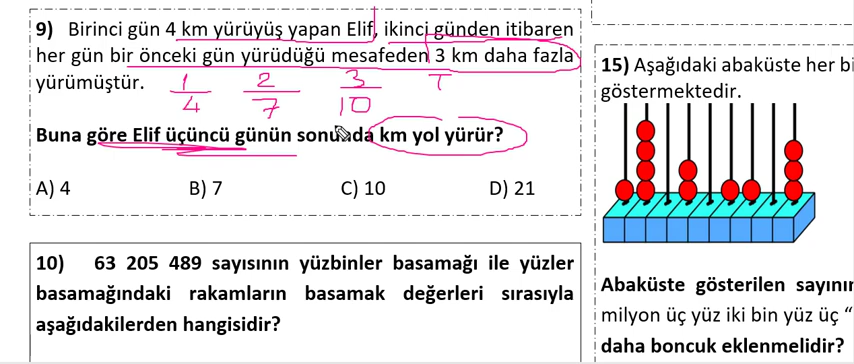 9) Birinci gün 4 km yürüyüş yapan Elif, ikinci günden itibaren
her gün bir önceki gün yürüdüğü mesafeden 3 km daha fazla
yürümüştür.
1 2 3 T
4 7 10
Buna göre Elif üçüncü günün sonunda km yol yürür?
A) 4 B) 7 C) 10 D) 21
10) 63 205 489 sayısının yüzbinler basamağı ile yüzler
basamağındaki rakamların basamak değerleri sırasıyla
aşağıdakilerden hangisidir?
15) Aşağıdaki abaküste her bi
göstermektedir.
Abaküste gösterilen sayının
milyon üç yüz iki bin yüz üç “
daha boncuk eklenmelidir?